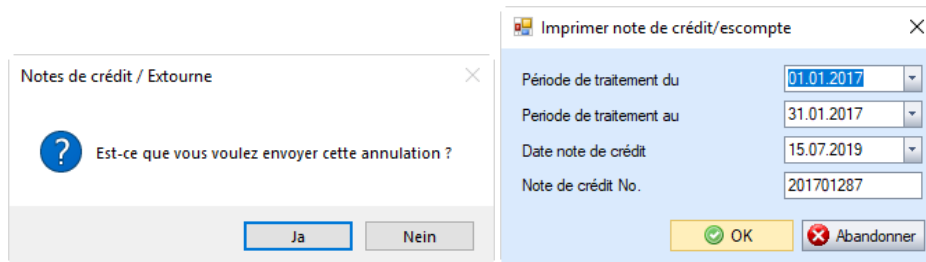 Notes de crédit / Extourne
Est-ce que vous voulez envoyer cette annulation ?
Ja Nein
Imprimer note de crédit/escompte
Période de traitement du 01.01.2017
Periode de traitement au 31.01.2017
Date note de crédit 15.07.2019
Note de crédit No. 201701287
OK Abandonner